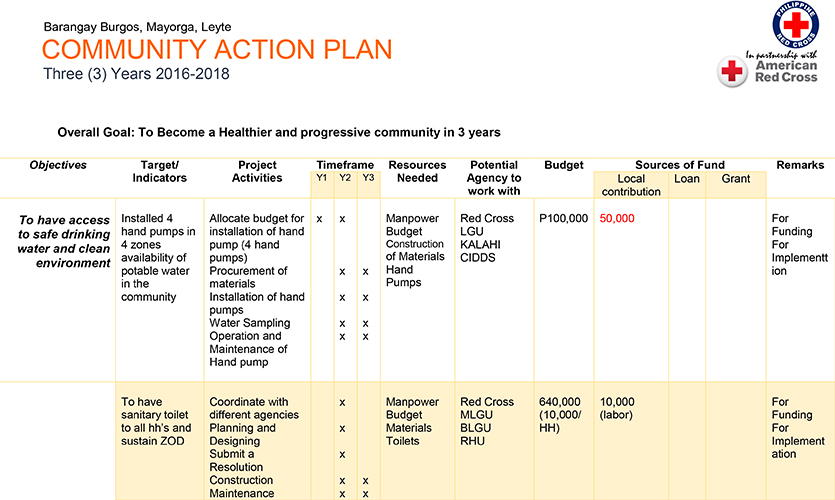 Barangay Burgos, Mayorga, Leyte
COMMUNITY ACTION PLAN
Three (3) Years 2016-2018
PHILIPPINE
RED CROSS
In partnership with
American
Red Cross
Overall Goal: To Become a Healthier and progressive community in 3 years
Objectives Target/ Project Timeframe Resources Potential Budget Sources of Fund Remarks
Indicators Activities Y1 Y2 Y3 Needed Agency to Local Loan Grant
work with contribution
To have access Installed 4 Allocate budget for x x Manpower Red Cross P100,000 50,000 For
to safe drinking hand pumps in installation of hand Budget LGU Funding
water and clean 4 zones pump (4 hand Construction KALAHI For
environment availability of pumps) of Materials CIDDS Implementt
potable water Procurement of x x Hand ion
in the materials Pumps
community Installation of hand x x
pumps
Water Sampling x x
Operation and x x
Maintenance of
Hand pump
To have Coordinate with x Manpower Red Cross 640,000 10,000 For
sanitary toilet different agencies Budget MLGU (10,000/ (labor) Funding
to all hh's and Planning and x Materials BLGU HH) For
sustain ZOD Designing Toilets RHU Implement
Submit a x ation
Resolution
Construction x x
Maintenance x x